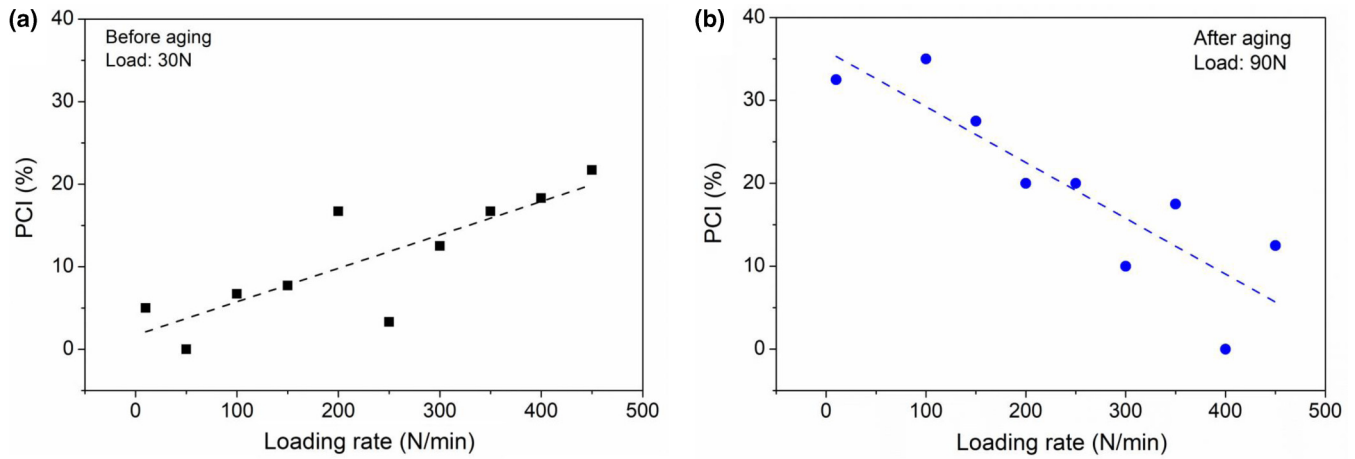 (a)
Before aging
Load: 30N
PCI (%)
40
30
20
10
0
0 100 200 300 400 500
Loading rate (N/min)
(b)
After aging
Load: 90N
PCI (%)
40
30
20
10
0
0 100 200 300 400 500
Loading rate (N/min)